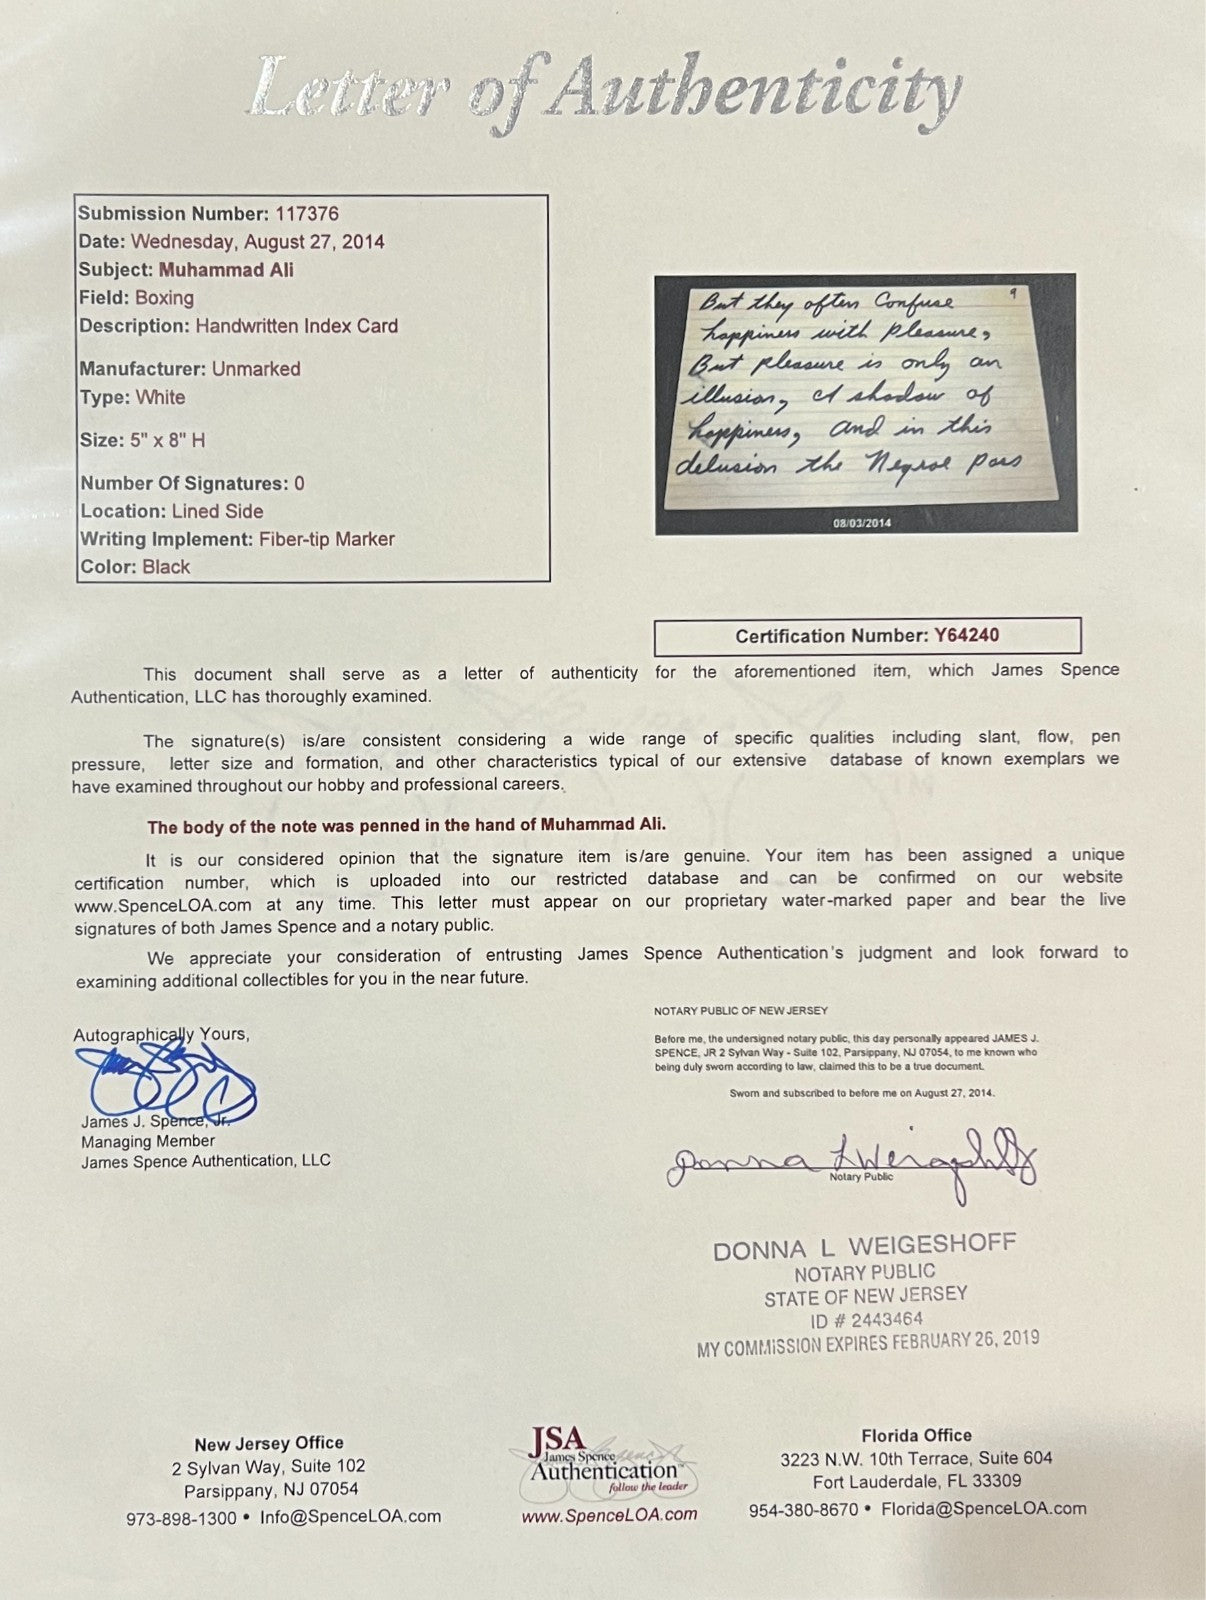 Letter of Authenticity
Submission Number: 117376
Date: Wednesday, August 27, 2014
Subject: Muhammad Ali
Field: Boxing
Description: Handwritten Index Card
Manufacturer: Unmarked
Type: White
Size: 5" x 8" H
Number Of Signatures: 0
Location: Lined Side
Writing Implement: Fiber-tip Marker
Color: Black
9
But they often Confuse
happiness with pleasure,
But pleasure is only an
illusion, A shadow of
happiness, and in this
delusion the Negroe pass
08/03/2014
Certification Number: Y64240
This document shall serve as a letter of authenticity for the aforementioned item, which James Spence
Authentication, LLC has thoroughly examined.
The signature(s) is/are consistent considering a wide range of specific qualities including slant, flow, pen
pressure, letter size and formation, and other characteristics typical of our extensive database of known exemplars we
have examined throughout our hobby and professional careers.
The body of the note was penned in the hand of Muhammad Ali.
It is our considered opinion that the signature item is/are genuine. Your item has been assigned a unique
certification number, which is uploaded into our restricted database and can be confirmed on our website
www.SpenceLOA.com at any time. This letter must appear on our proprietary water-marked paper and bear the live
signatures of both James Spence and a notary public.
We appreciate your consideration of entrusting James Spence Authentication's judgment and look forward to
examining additional collectibles for you in the near future.
Autographically Yours,
James J. Spence, Jr.
Managing Member
James Spence Authentication, LLC
NOTARY PUBLIC OF NEW JERSEY
Before me, the undersigned notary public, this day personally appeared JAMES J.
SPENCE, JR 2 Sylvan Way - Suite 102, Parsippany, NJ 07054, to me known who
being duly sworn according to law, claimed this to be a true document.
Sworn and subscribed to before me on August 27, 2014.
Donna L Weigeshoff
Notary Public
DONNA L WEIGESHOFF
NOTARY PUBLIC
STATE OF NEW JERSEY
ID # 2443464
MY COMMISSION EXPIRES FEBRUARY 26, 2019
New Jersey Office
2 Sylvan Way, Suite 102
Parsippany, NJ 07054
973-898-1300 • Info@SpenceLOA.com
JSA
James Spence
Authentication™
follow the leader
www.SpenceLOA.com
Florida Office
3223 N.W. 10th Terrace, Suite 604
Fort Lauderdale, FL 33309
954-380-8670 • Florida@SpenceLOA.com